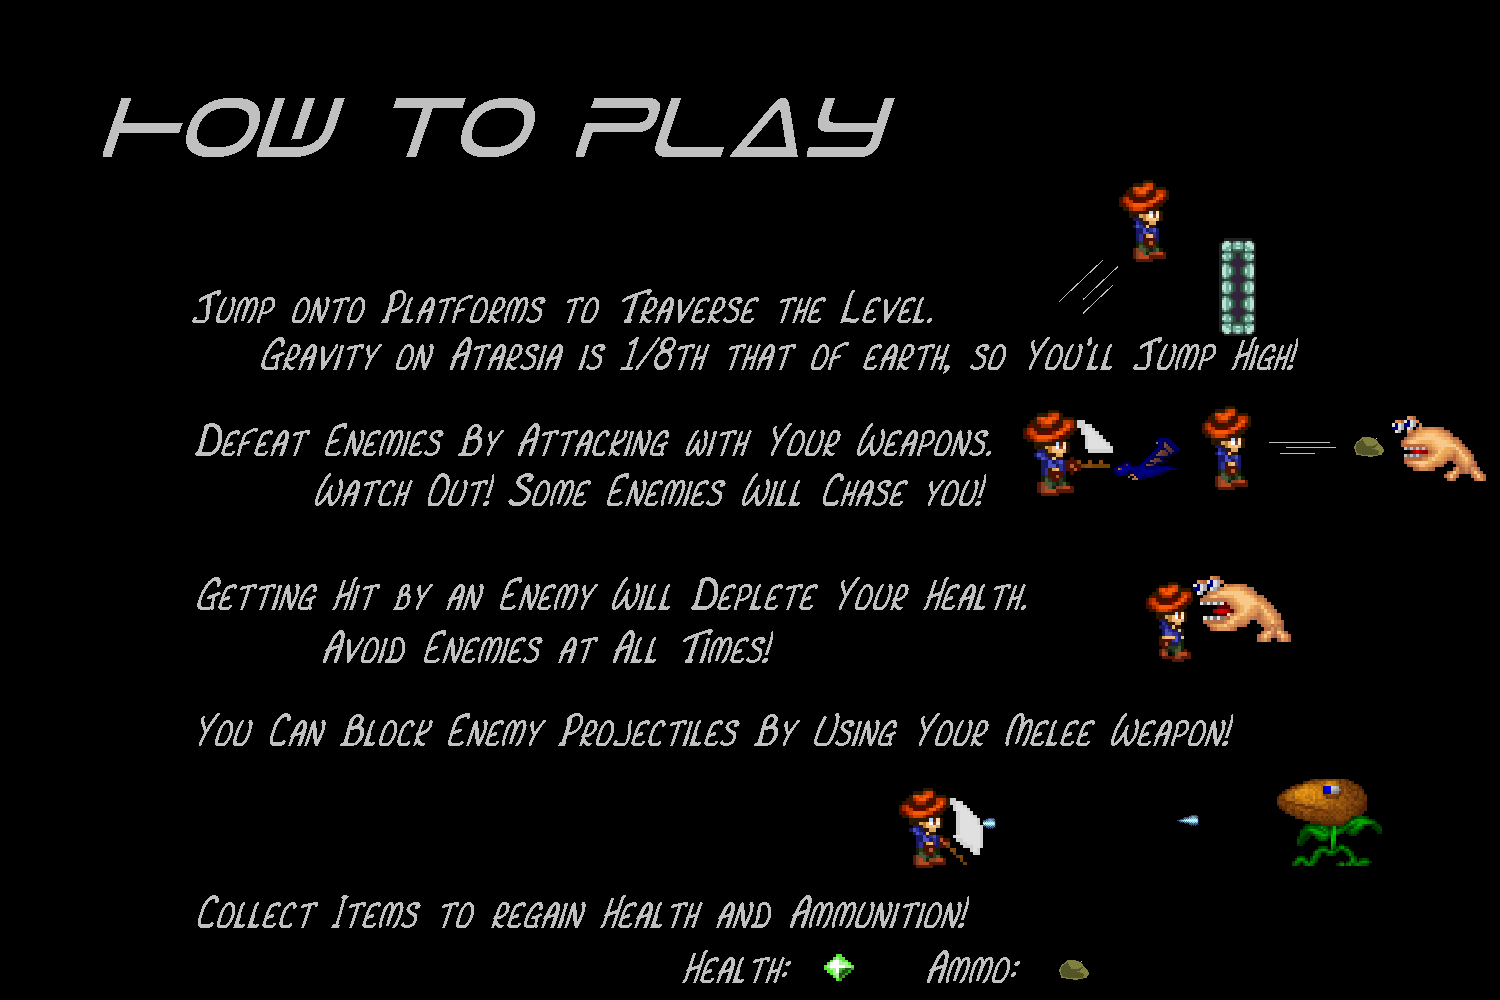 How to Play
Jump onto Platforms to Traverse the Level.
Gravity on Atarsia is 1/8th that of earth, so You'll Jump High!
Defeat Enemies By Attacking with Your Weapons.
Watch Out! Some Enemies Will Chase you!
Getting Hit by an Enemy Will Deplete Your Health.
Avoid Enemies at All Times!
You Can Block Enemy Projectiles By Using Your Melee Weapon!
Collect Items to regain Health and Ammunition!
Health: Ammo: